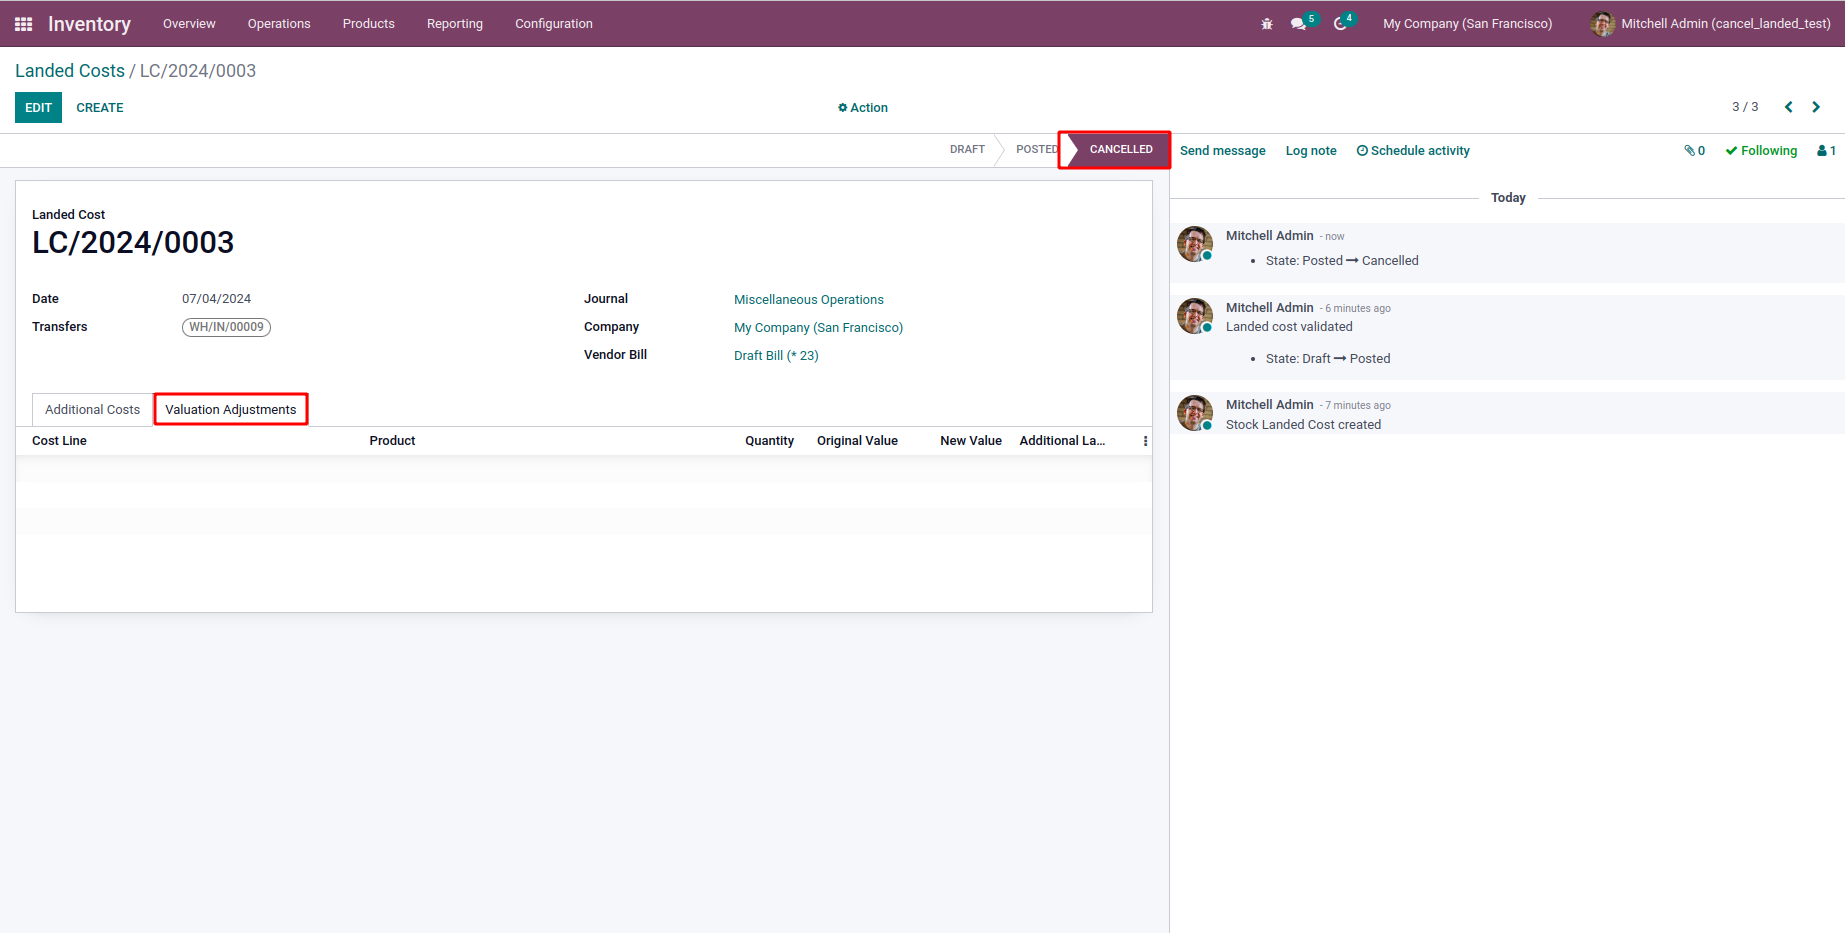 Inventory Overview Operations Products Reporting Configuration 5 4 My Company (San Francisco) Mitchell Admin (cancel_landed_test)
Landed Costs / LC/2024/0003
EDIT CREATE Action 3 / 3
DRAFT POSTED CANCELLED Send message Log note Schedule activity 0 Following 1
Landed Cost
LC/2024/0003
Date 07/04/2024
Transfers WH/IN/00009
Journal Miscellaneous Operations
Company My Company (San Francisco)
Vendor Bill Draft Bill (* 23)
Additional Costs Valuation Adjustments
Cost Line Product Quantity Original Value New Value Additional La...
Today
Mitchell Admin - now
• State: Posted → Cancelled
Mitchell Admin - 6 minutes ago
Landed cost validated
• State: Draft → Posted
Mitchell Admin - 7 minutes ago
Stock Landed Cost created